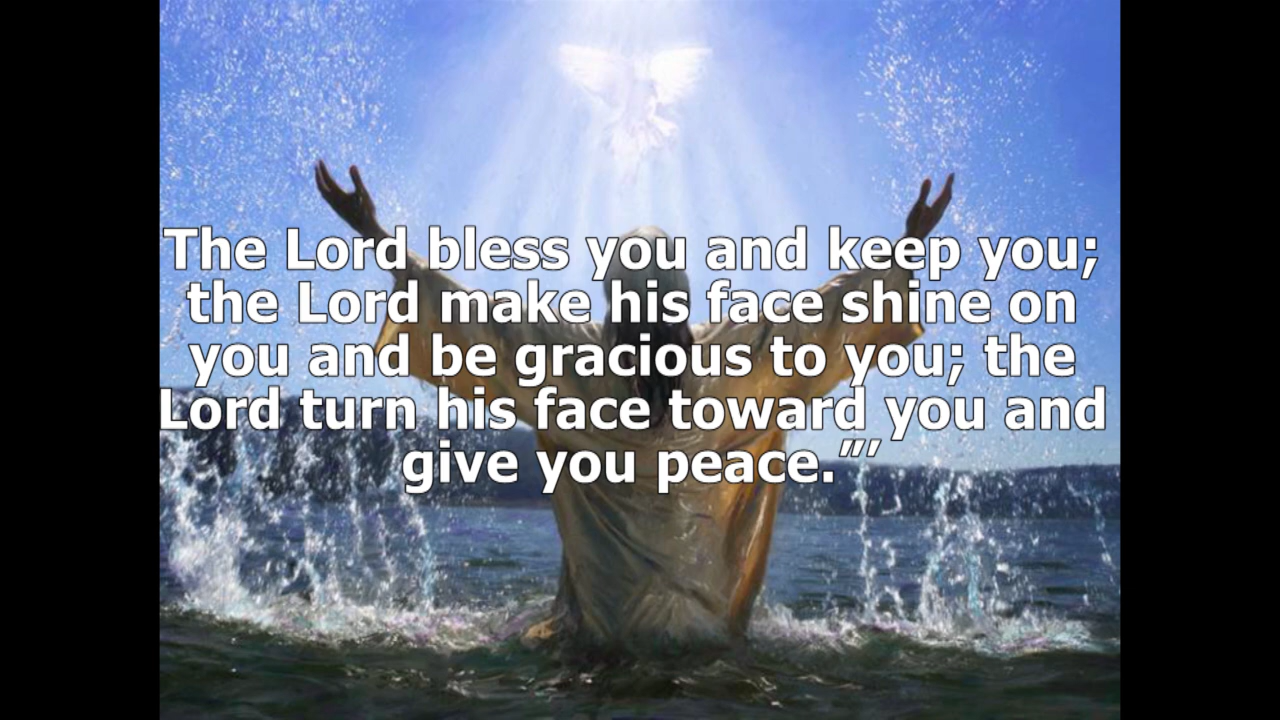 The Lord bless you and keep you;
the Lord make his face shine on
you and be gracious to you; the
Lord turn his face toward you and
give you peace.”’